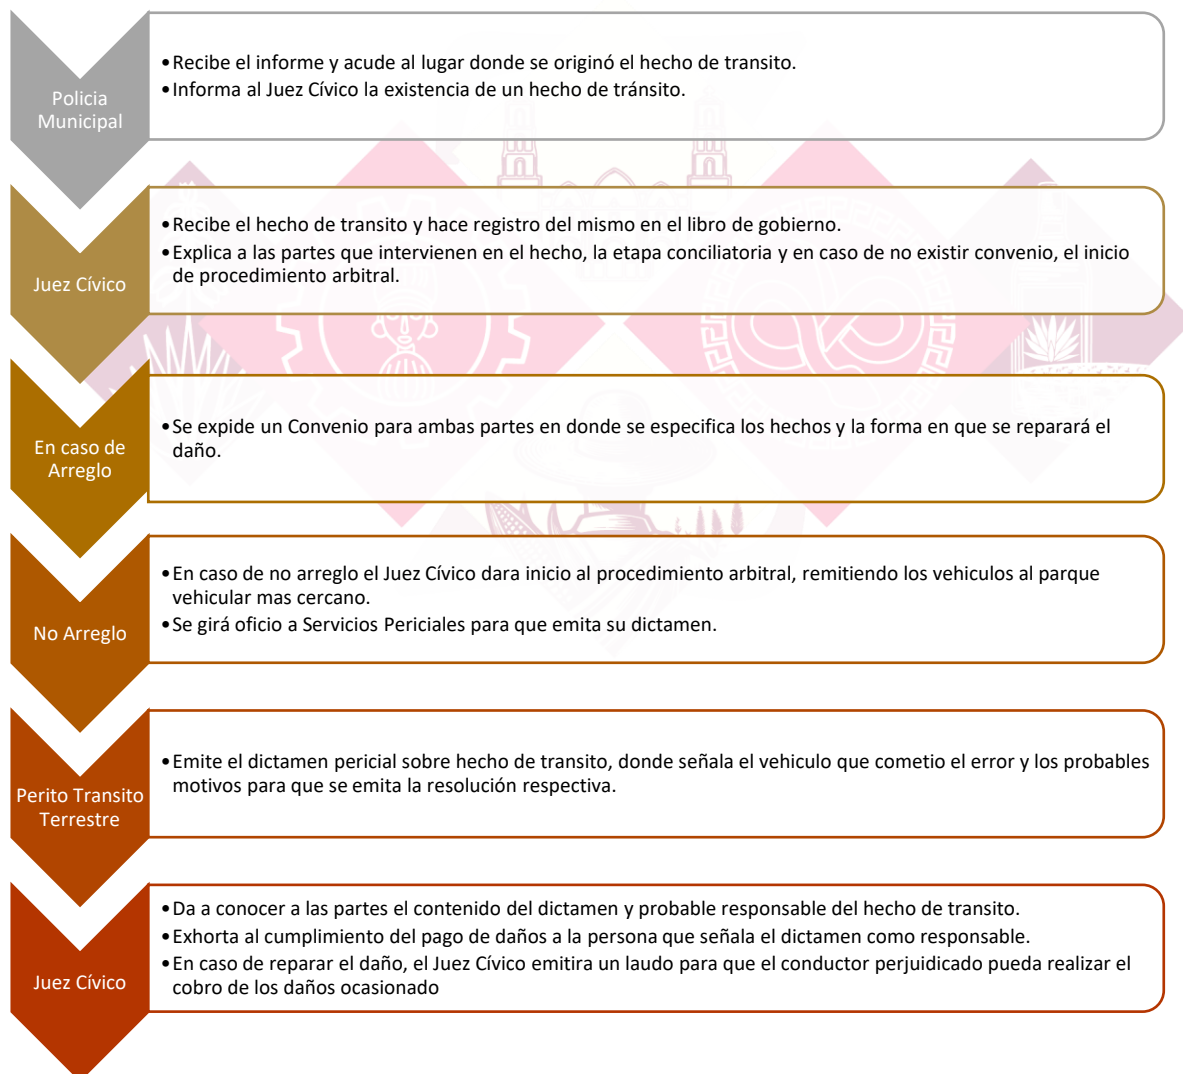 Policia
Municipal
•Recibe el informe y acude al lugar donde se originó el hecho de transito.
•Informa al Juez Cívico la existencia de un hecho de tránsito.
Juez Cívico
•Recibe el hecho de transito y hace registro del mismo en el libro de gobierno.
•Explica a las partes que intervienen en el hecho, la etapa conciliatoria y en caso de no existir convenio, el inicio
de procedimiento arbitral.
En caso de
Arreglo
•Se expide un Convenio para ambas partes en donde se especifica los hechos y la forma en que se reparará el
daño.
No Arreglo
•En caso de no arreglo el Juez Cívico dara inicio al procedimiento arbitral, remitiendo los vehiculos al parque
vehicular mas cercano.
•Se girá oficio a Servicios Periciales para que emita su dictamen.
Perito Transito
Terrestre
•Emite el dictamen pericial sobre hecho de transito, donde señala el vehiculo que cometio el error y los probables
motivos para que se emita la resolución respectiva.
Juez Cívico
•Da a conocer a las partes el contenido del dictamen y probable responsable del hecho de transito.
•Exhorta al cumplimiento del pago de daños a la persona que señala el dictamen como responsable.
•En caso de reparar el daño, el Juez Cívico emitira un laudo para que el conductor perjuidicado pueda realizar el
cobro de los daños ocasionado